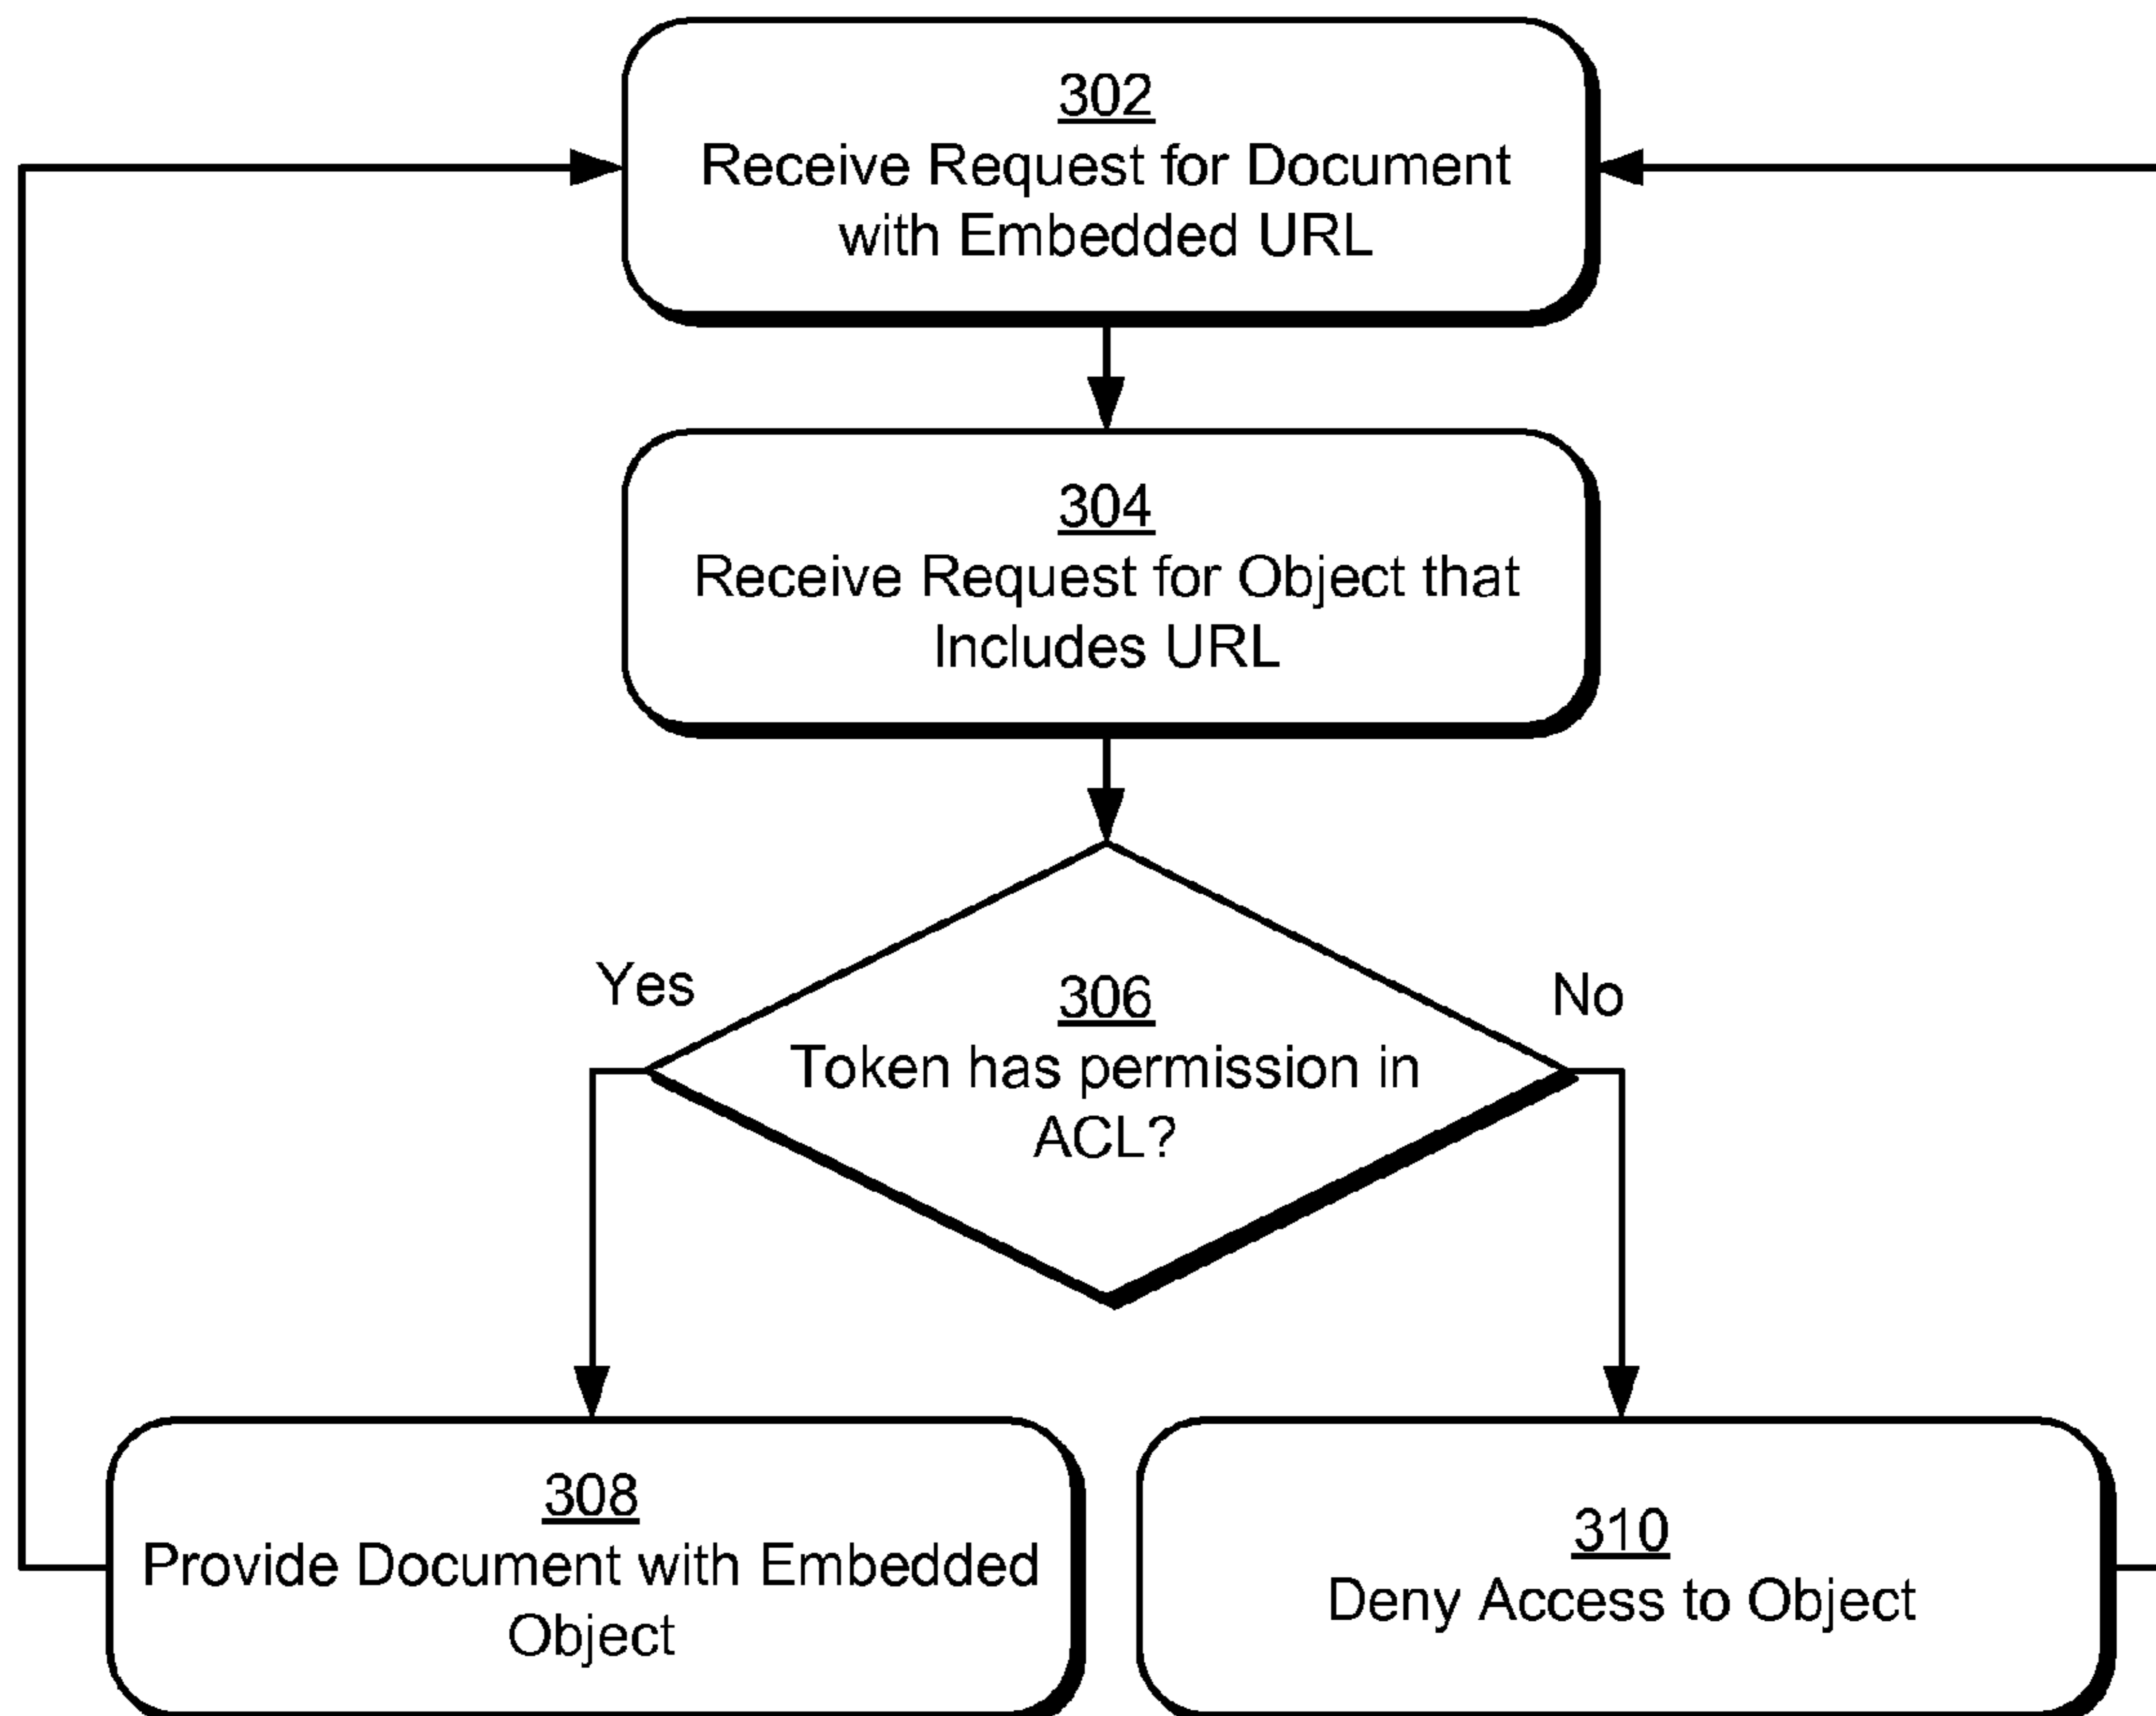 302
Receive Request for Document
with Embedded URL
304
Receive Request for Object that
Includes URL
Yes
No
306
Token has permission in
ACL?
308
Provide Document with Embedded
Object
310
Deny Access to Object